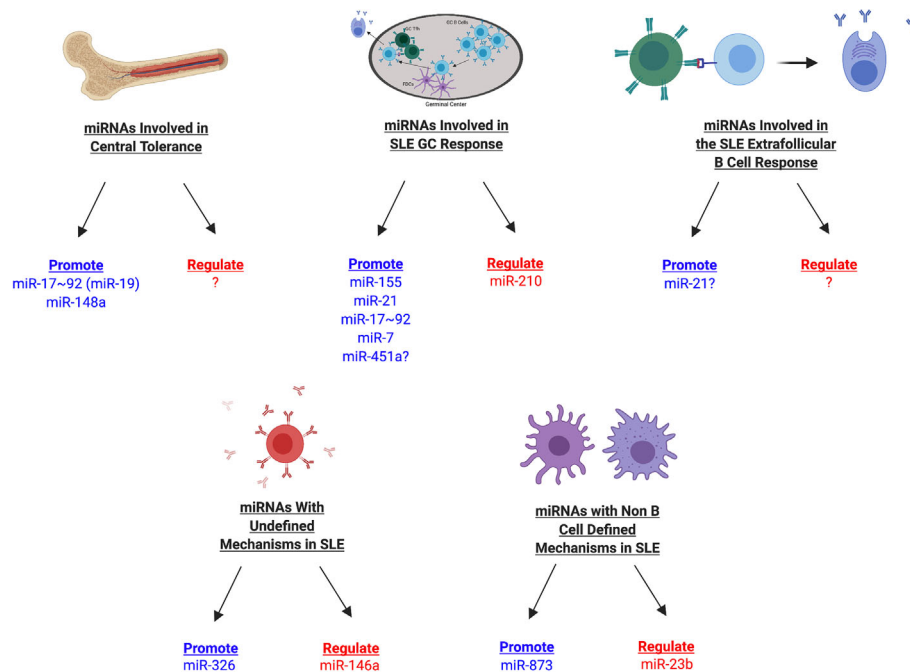 GC Tfh
GC B Cells
FDCs
Germinal Center
miRNAs Involved in
Central Tolerance
miRNAs Involved in
SLE GC Response
miRNAs Involved in
the SLE Extrafollicular
B Cell Response
Promote
miR-17~92 (miR-19)
miR-148a
Regulate
?
Promote
miR-155
miR-21
miR-17~92
miR-7
miR-451a?
Regulate
miR-210
Promote
miR-21?
Regulate
?
miRNAs With
Undefined
Mechanisms in SLE
miRNAs with Non B
Cell Defined
Mechanisms in SLE
Promote
miR-326
Regulate
miR-146a
Promote
miR-873
Regulate
miR-23b